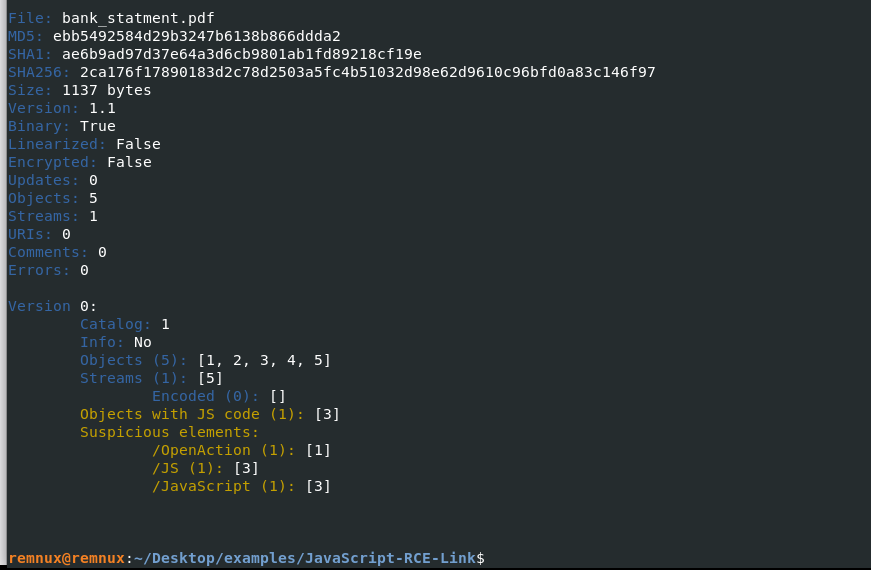 File: bank_statment.pdf
MD5: ebb5492584d29b3247b6138b866ddda2
SHA1: ae6b9ad97d37e64a3d6cb9801ab1fd89218cf19e
SHA256: 2ca176f17890183d2c78d2503a5fc4b51032d98e62d9610c96bfd0a83c146f97
Size: 1137 bytes
Version: 1.1
Binary: True
Linearized: False
Encrypted: False
Updates: 0
Objects: 5
Streams: 1
URIs: 0
Comments: 0
Errors: 0
Version 0:
Catalog: 1
Info: No
Objects (5): [1, 2, 3, 4, 5]
Streams (1): [5]
Encoded (0): []
Objects with JS code (1): [3]
Suspicious elements:
/OpenAction (1): [1]
/JS (1): [3]
/JavaScript (1): [3]
remnux@remnux:~/Desktop/examples/JavaScript-RCE-Link$